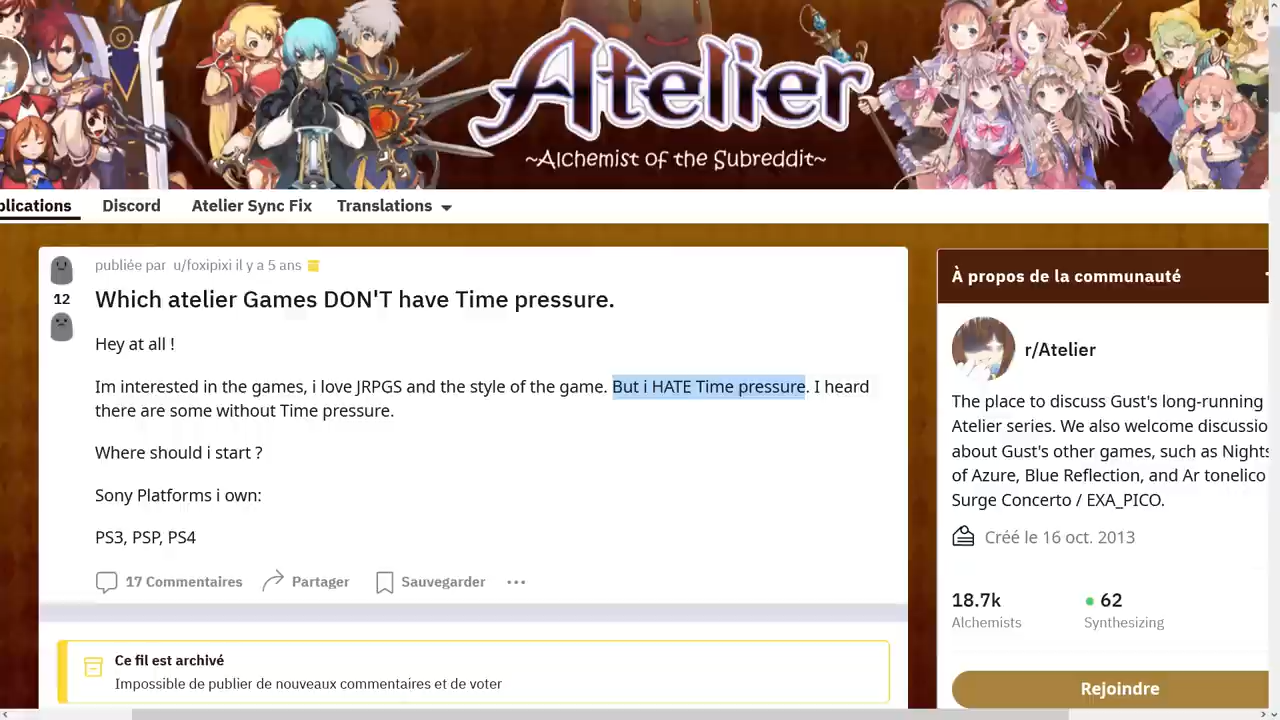 Atelier
~Alchemist of the Subreddit~
plications
Discord
Atelier Sync Fix
Translations
publiée par u/foxipixi il y a 5 ans
12
Which atelier Games DON'T have Time pressure.
Hey at all !
Im interested in the games, i love JRPGS and the style of the game. But i HATE Time pressure. I heard
there are some without Time pressure.
Where should i start ?
Sony Platforms i own:
PS3, PSP, PS4
17 Commentaires
Partager
Sauvegarder
Ce fil est archivé
Impossible de publier de nouveaux commentaires et de voter
À propos de la communauté
r/Atelier
The place to discuss Gust's long-running
Atelier series. We also welcome discussio
about Gust's other games, such as Nights
of Azure, Blue Reflection, and Ar tonelico
Surge Concerto / EXA_PICO.
Créé le 16 oct. 2013
18.7k
62
Alchemists
Synthesizing
Rejoindre